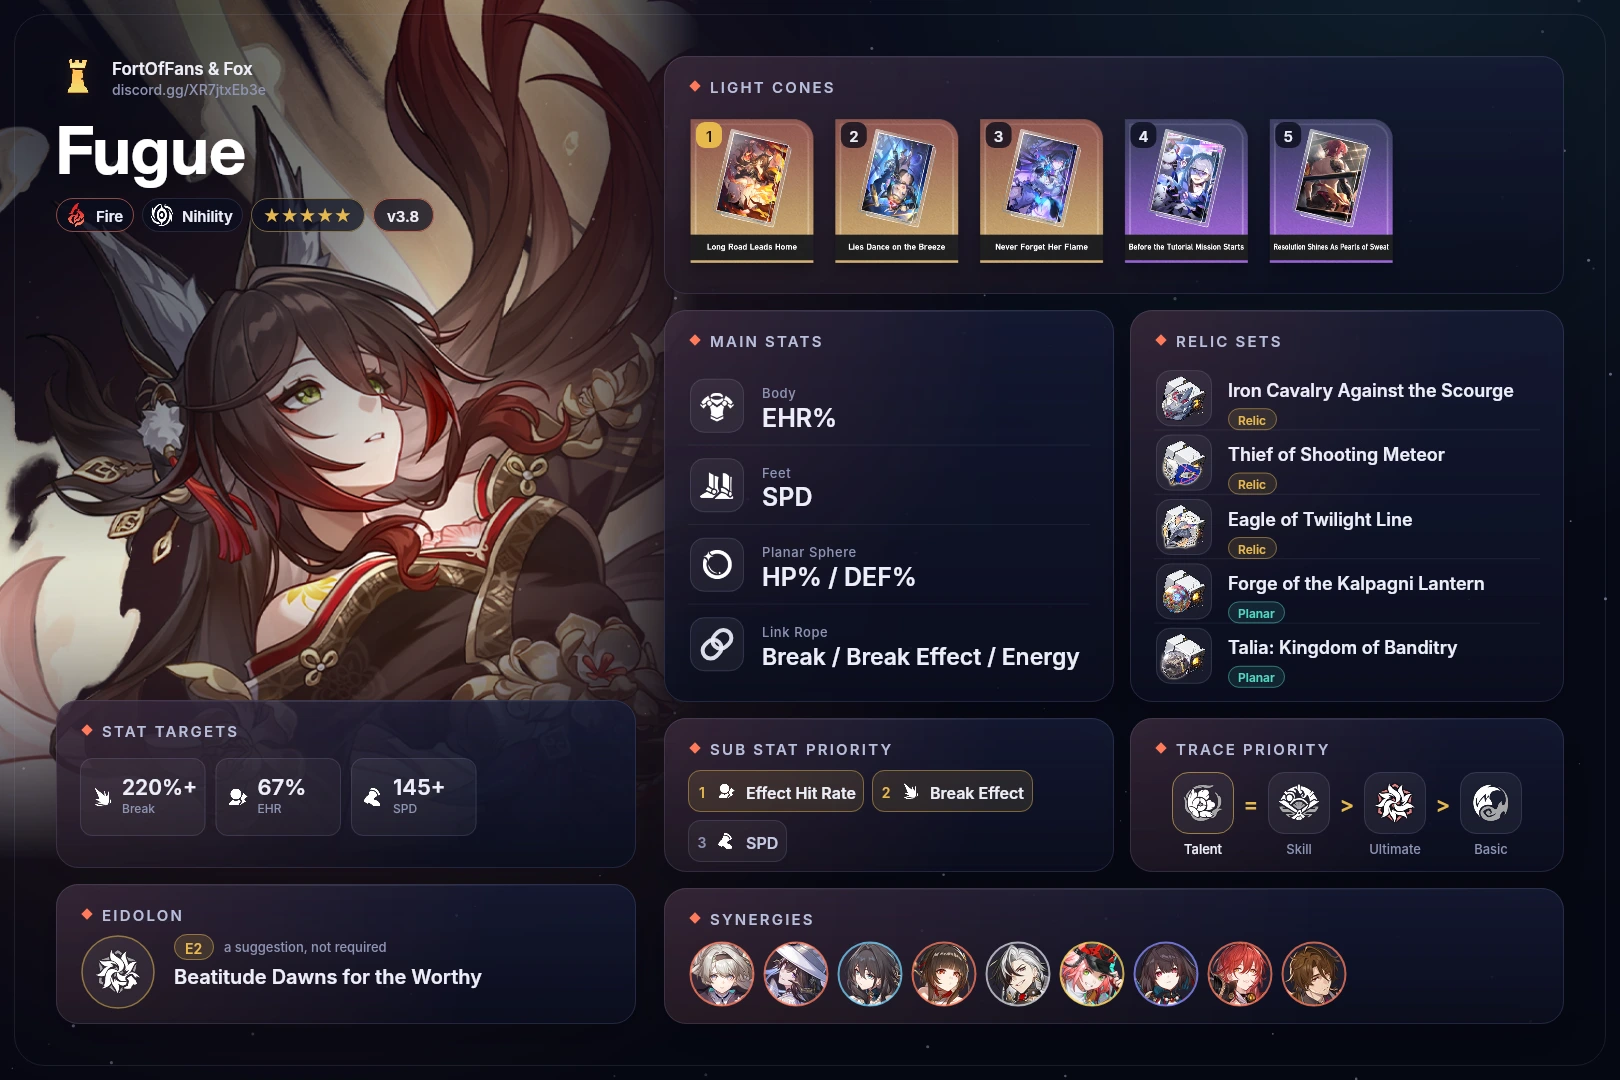 FortOfFans & Fox
discord.gg/XR7jtxEb3e
Fugue
Fire
Nihility
★★★★★
v3.8
LIGHT CONES
1
2
3
4
5
Long Road Leads Home
Lies Dance on the Breeze
Never Forget Her Flame
Before the Tutorial Mission Starts
Resolution Shines As Pearls of Sweat
MAIN STATS
Body
EHR%
Feet
SPD
Planar Sphere
HP% / DEF%
Link Rope
Break / Break Effect / Energy
RELIC SETS
Iron Cavalry Against the Scourge
Relic
Thief of Shooting Meteor
Relic
Eagle of Twilight Line
Relic
Forge of the Kalpagni Lantern
Planar
Talia: Kingdom of Banditry
Planar
STAT TARGETS
220%+
Break
67%
EHR
145+
SPD
SUB STAT PRIORITY
1 Effect Hit Rate
2 Break Effect
3 SPD
TRACE PRIORITY
= > >
Talent Skill Ultimate Basic
EIDOLON
E2 a suggestion, not required
Beatitude Dawns for the Worthy
SYNERGIES